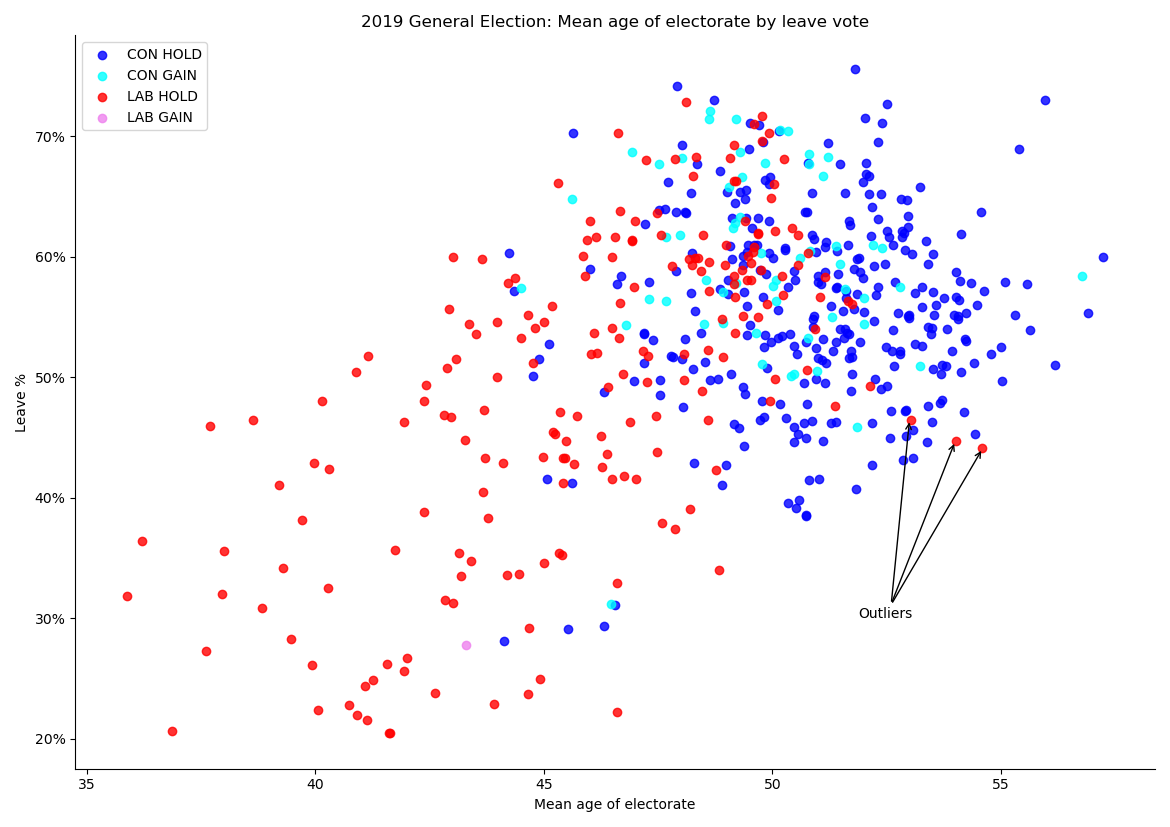 2019 General Election: Mean age of electorate by leave vote
CON HOLD
CON GAIN
LAB HOLD
LAB GAIN
70%
60%
50%
40%
30%
20%
Leave %
Outliers
35
40
45
50
55
Mean age of electorate